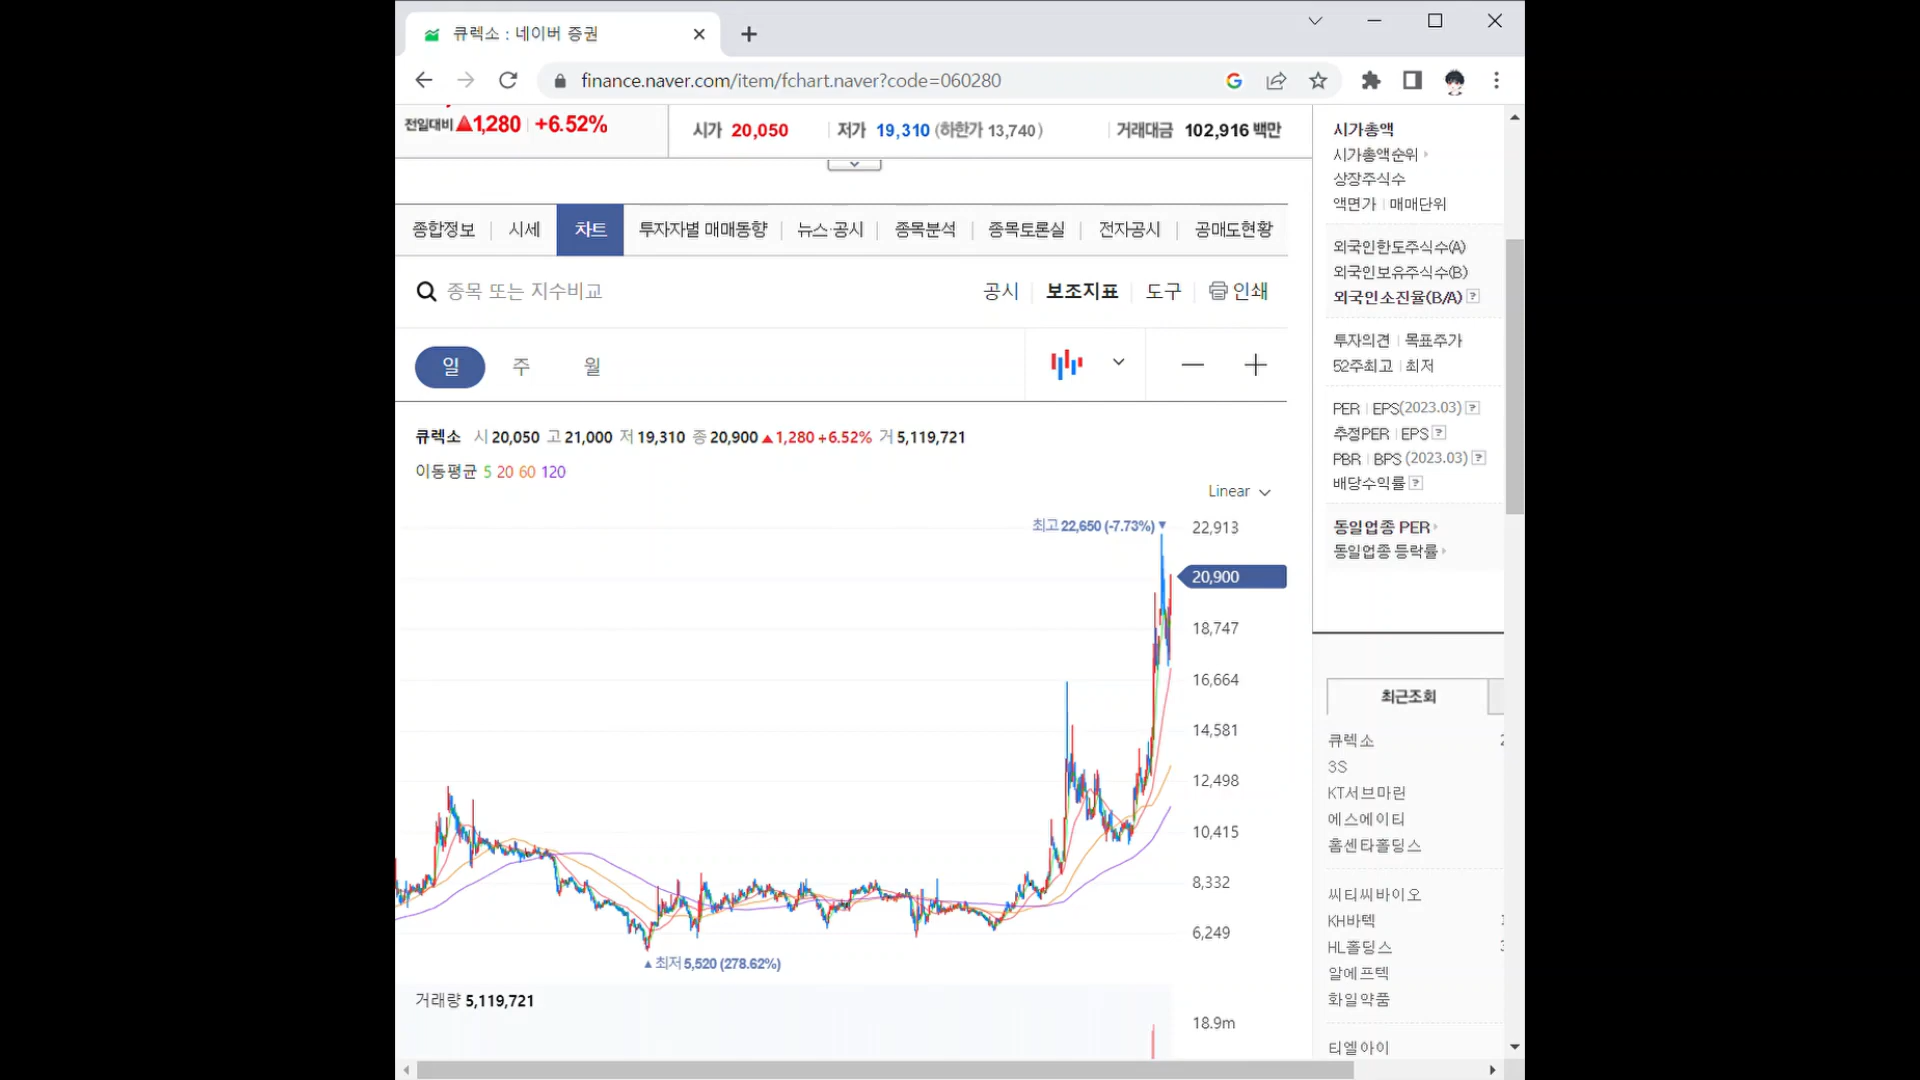 큐렉소 : 네이버 증권
finance.naver.com/item/fchart.naver?code=060280
전일대비 ▲1,280 +6.52%
시가 20,050 저가 19,310 (하한가 13,740) 거래대금 102,916 백만
종합정보 시세 차트 투자자별 매매동향 뉴스·공시 종목분석 종목토론실 전자공시 공매도현황
종목 또는 지수비교 공시 보조지표 도구 인쇄
일 주 월
큐렉소 시 20,050 고 21,000 저 19,310 종 20,900 ▲1,280 +6.52% 거 5,119,721
이동평균 5 20 60 120
Linear
최고 22,650 (-7.73%) ▼
22,913
20,900
18,747
16,664
14,581
12,498
10,415
8,332
6,249
▲ 최저 5,520 (278.62%)
거래량 5,119,721
18.9m
시가총액
시가총액순위
상장주식수
액면가 매매단위
외국인한도주식수(A)
외국인보유주식수(B)
외국인소진율(B/A) ?
투자의견 목표주가
52주최고 최저
PER EPS(2023.03) ?
추정PER EPS ?
PBR BPS (2023.03) ?
배당수익률 ?
동일업종 PER
동일업종 등락률
최근조회
큐렉소
3S
KT서브마린
에스에이티
홈센타홀딩스
씨티씨바이오
KH바텍
HL홀딩스
알에프텍
화일약품
티엘아이